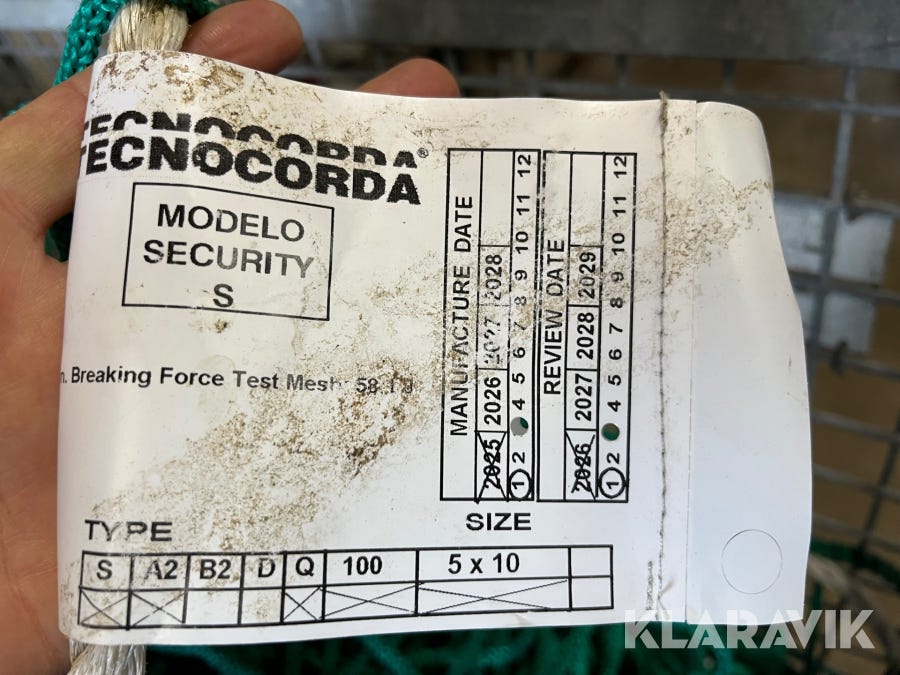 TECNOCORDA
TECNOCORDA®
MODELO
SECURITY
S
Breaking Force Test Mesh: 58.1
MANUFACTURE DATE
2025 2026 2027 2028
1 2 4 5 6 7 8 9 10 11 12
REVIEW DATE
2026 2027 2028 2029
1 2 4 5 6 7 8 9 10 11 12
TYPE
SIZE
S A2 B2 D Q 100 5 x 10
KLARAVIK